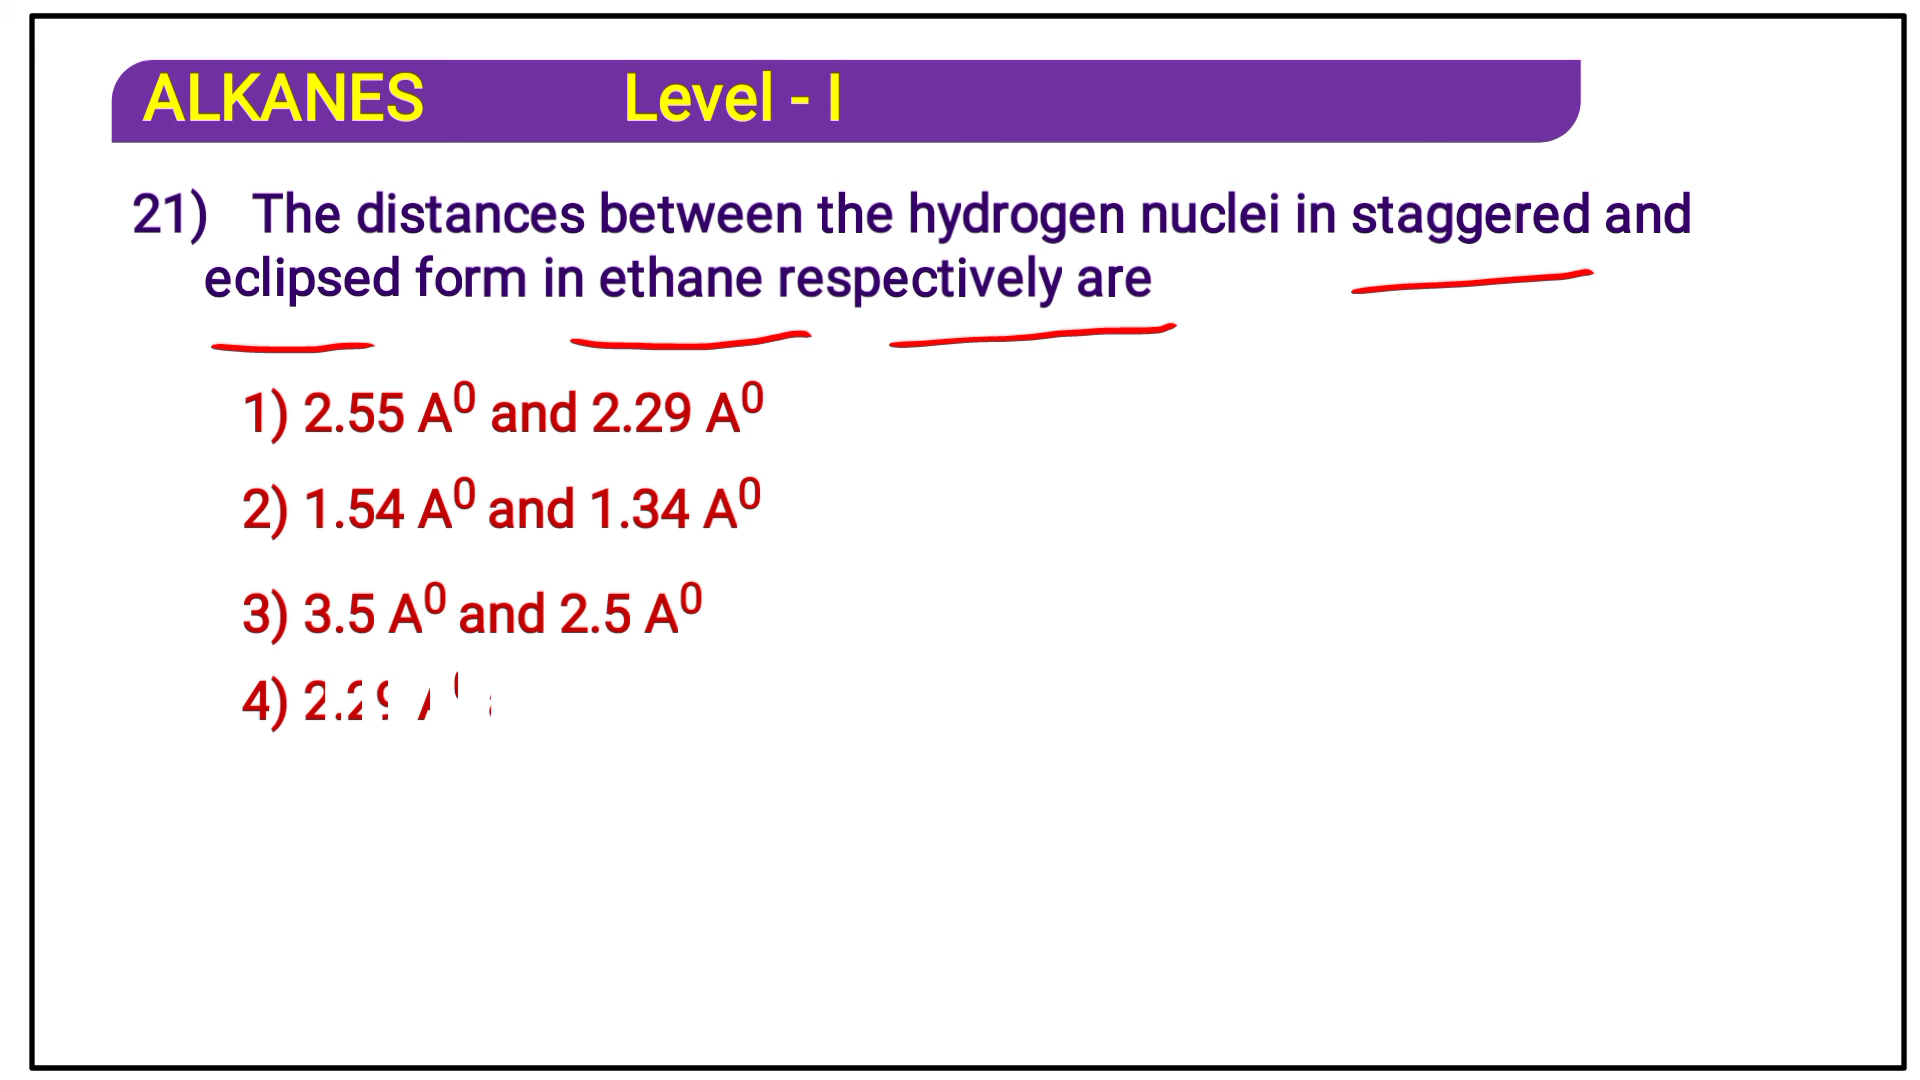 ALKANES Level - I
21) The distances between the hydrogen nuclei in staggered and
eclipsed form in ethane respectively are
1) 2.55 A⁰ and 2.29 A⁰
2) 1.54 A⁰ and 1.34 A⁰
3) 3.5 A⁰ and 2.5 A⁰
4) 2.29